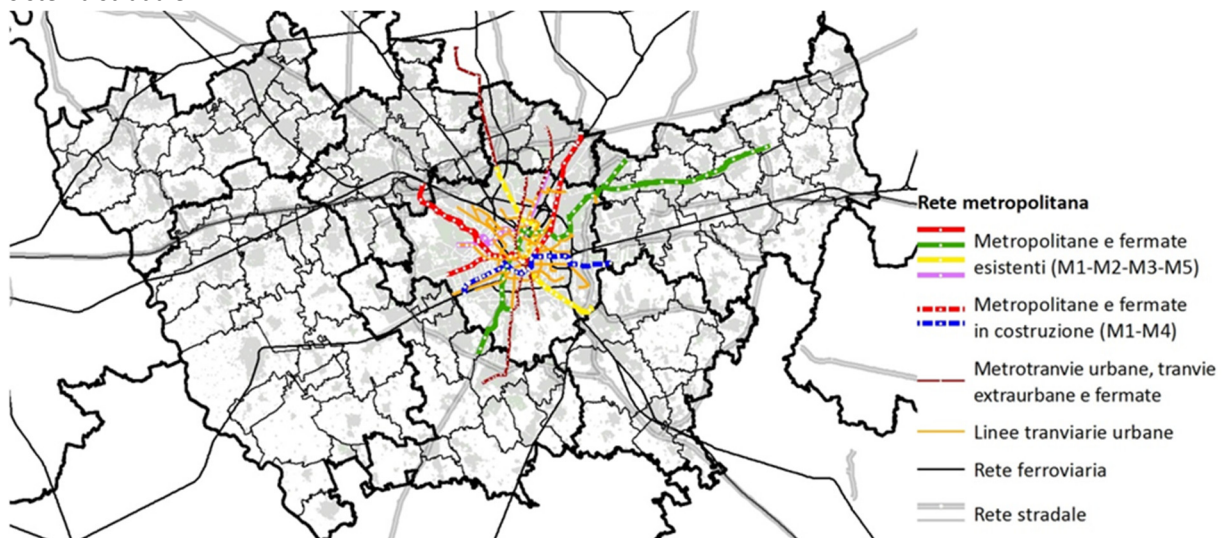 Rete metropolitana
Metropolitane e fermate
esistenti (M1-M2-M3-M5)
Metropolitane e fermate
in costruzione (M1-M4)
Metrotranvie urbane, tranvie
extraurbane e fermate
Linee tranviarie urbane
Rete ferroviaria
Rete stradale